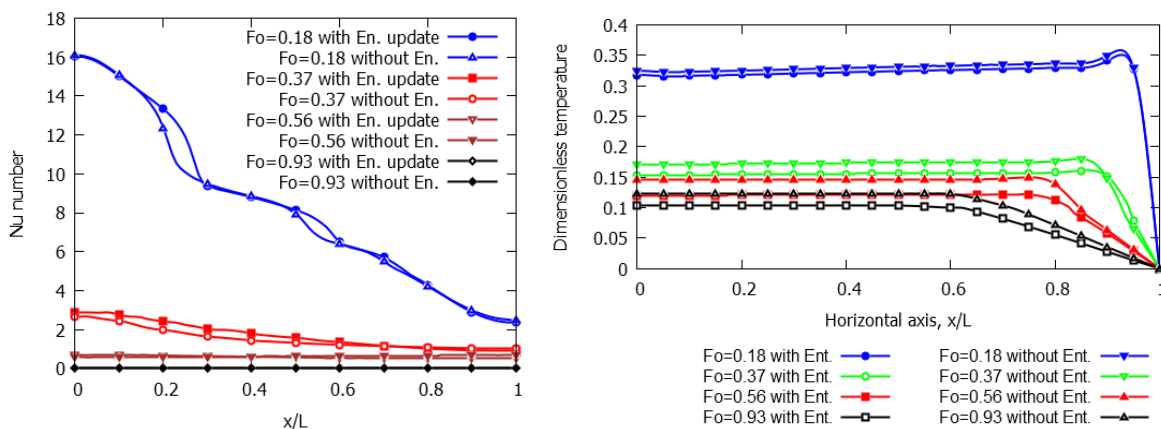 Nu number
18
16
14
12
10
8
6
4
2
0
Fo=0.18 with En. update
Fo=0.18 without En.
Fo=0.37 with En. update
Fo=0.37 without En.
Fo=0.56 with En. update
Fo=0.56 without En.
Fo=0.93 with En. update
Fo=0.93 without En.
0 0.2 0.4 0.6 0.8 1
x/L
Dimensionless temperature
0.4
0.35
0.3
0.25
0.2
0.15
0.1
0.05
0
0 0.2 0.4 0.6 0.8 1
Horizontal axis, x/L
Fo=0.18 with Ent. Fo=0.18 without Ent.
Fo=0.37 with Ent. Fo=0.37 without Ent.
Fo=0.56 with Ent. Fo=0.56 without Ent.
Fo=0.93 with Ent. Fo=0.93 without Ent.